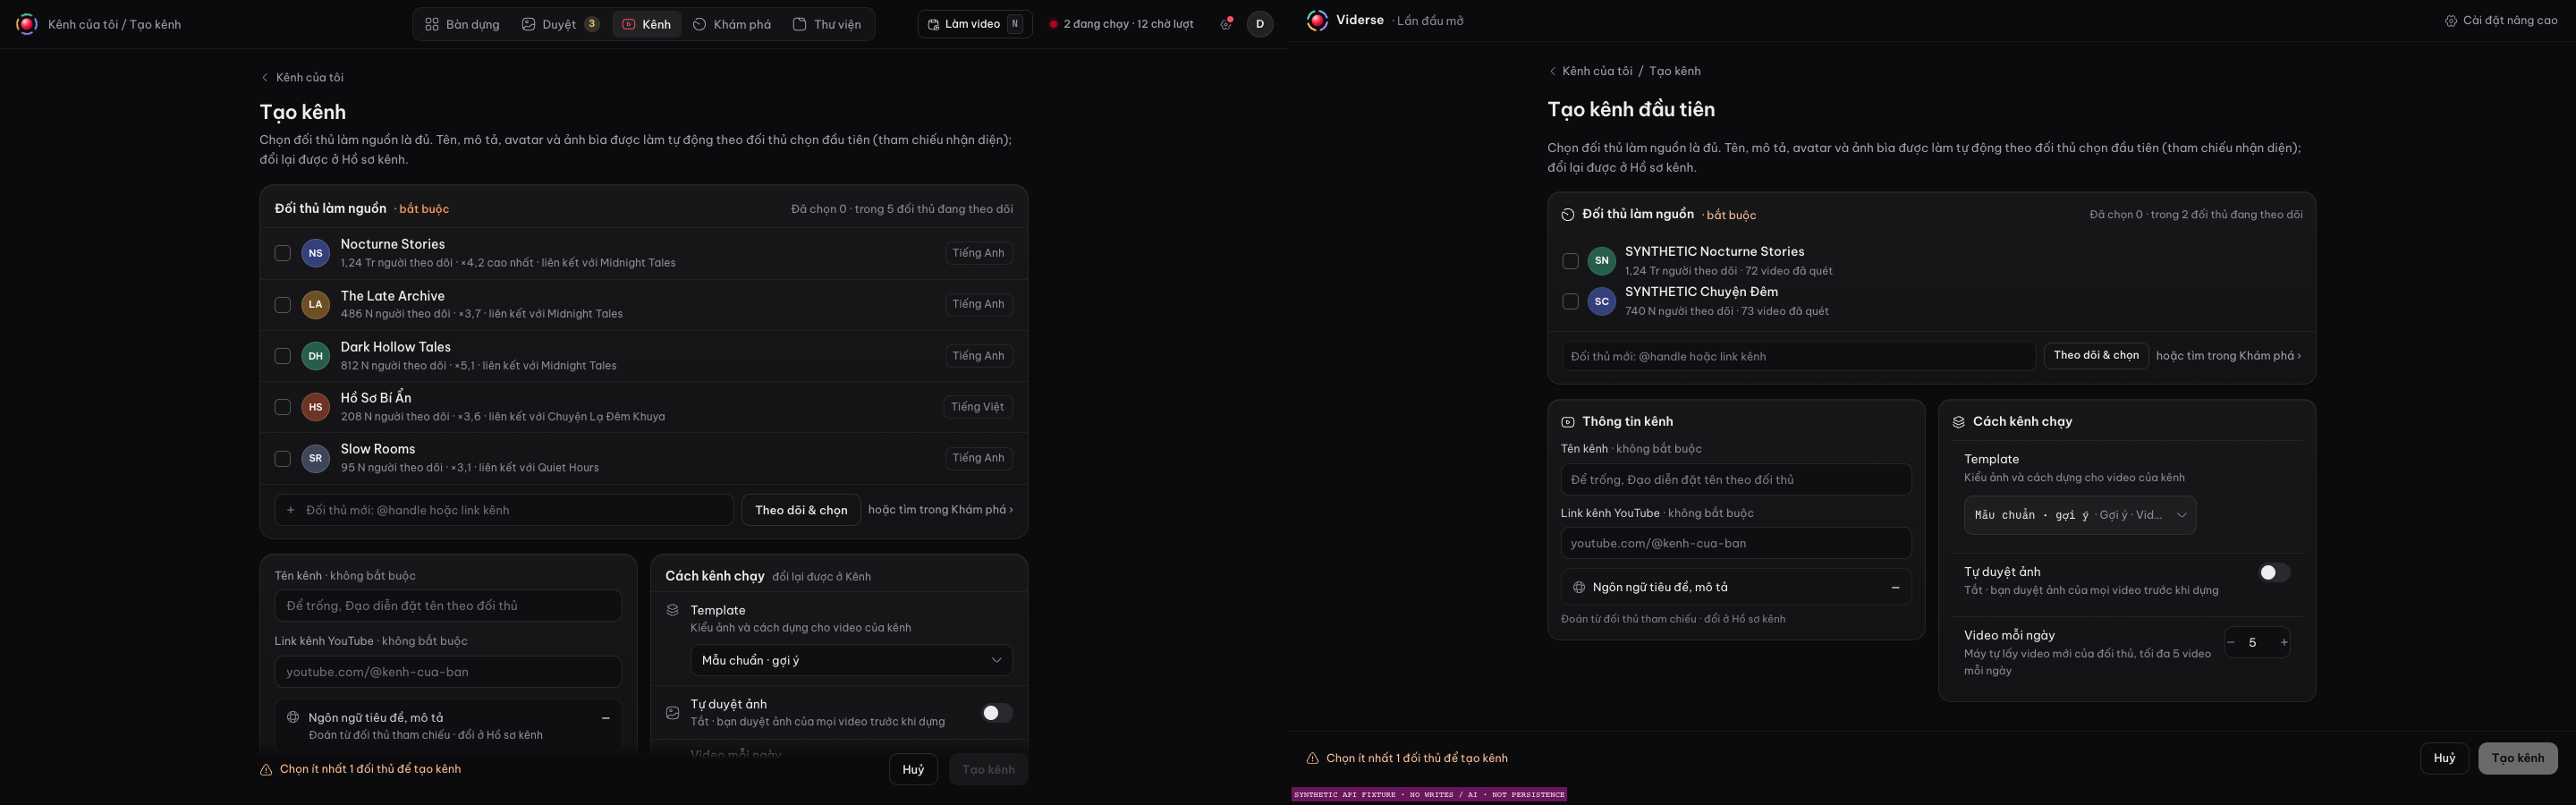 Kênh của tôi / Tạo kênh
Bàn dựng
Duyệt 3
Kênh
Khám phá
Thư viện
Làm video N
2 đang chạy · 12 chờ lượt
D
Kênh của tôi
Tạo kênh
Chọn đối thủ làm nguồn là đủ. Tên, mô tả, avatar và ảnh bìa được làm tự động theo đối thủ chọn đầu tiên (tham chiếu nhận diện);
đổi lại được ở Hồ sơ kênh.
Đối thủ làm nguồn · bắt buộc
Đã chọn 0 · trong 5 đối thủ đang theo dõi
NS
Nocturne Stories
1,24 Tr người theo dõi · ×4,2 cao nhất · liên kết với Midnight Tales
Tiếng Anh
LA
The Late Archive
486 N người theo dõi · ×3,7 · liên kết với Midnight Tales
Tiếng Anh
DH
Dark Hollow Tales
812 N người theo dõi · ×5,1 · liên kết với Midnight Tales
Tiếng Anh
HS
Hồ Sơ Bí Ẩn
208 N người theo dõi · ×3,6 · liên kết với Chuyện Lạ Đêm Khuya
Tiếng Việt
SR
Slow Rooms
95 N người theo dõi · ×3,1 · liên kết với Quiet Hours
Tiếng Anh
+ Đối thủ mới: @handle hoặc link kênh
Theo dõi & chọn
hoặc tìm trong Khám phá ›
Tên kênh · không bắt buộc
Để trống, Đạo diễn đặt tên theo đối thủ
Link kênh YouTube · không bắt buộc
youtube.com/@kenh-cua-ban
Ngôn ngữ tiêu đề, mô tả –
Đoán từ đối thủ tham chiếu · đổi ở Hồ sơ kênh
Cách kênh chạy đổi lại được ở Kênh
Template
Kiểu ảnh và cách dựng cho video của kênh
Mẫu chuẩn · gợi ý
Tự duyệt ảnh
Tắt · bạn duyệt ảnh của mọi video trước khi dựng
Video mỗi ngày
Chọn ít nhất 1 đối thủ để tạo kênh
Huỷ
Tạo kênh
Viderse · Lần đầu mở
Cài đặt nâng cao
Kênh của tôi / Tạo kênh
Tạo kênh đầu tiên
Chọn đối thủ làm nguồn là đủ. Tên, mô tả, avatar và ảnh bìa được làm tự động theo đối thủ chọn đầu tiên (tham chiếu nhận diện);
đổi lại được ở Hồ sơ kênh.
Đối thủ làm nguồn · bắt buộc
Đã chọn 0 · trong 2 đối thủ đang theo dõi
SN
SYNTHETIC Nocturne Stories
1,24 Tr người theo dõi · 72 video đã quét
SC
SYNTHETIC Chuyện Đêm
740 N người theo dõi · 73 video đã quét
Đối thủ mới: @handle hoặc link kênh
Theo dõi & chọn
hoặc tìm trong Khám phá ›
Thông tin kênh
Tên kênh · không bắt buộc
Để trống, Đạo diễn đặt tên theo đối thủ
Link kênh YouTube · không bắt buộc
youtube.com/@kenh-cua-ban
Ngôn ngữ tiêu đề, mô tả –
Đoán từ đối thủ tham chiếu · đổi ở Hồ sơ kênh
Cách kênh chạy
Template
Kiểu ảnh và cách dựng cho video của kênh
Mẫu chuẩn · gợi ý · Gợi ý · Vid...
Tự duyệt ảnh
Tắt · bạn duyệt ảnh của mọi video trước khi dựng
Video mỗi ngày
− 5 +
Máy tự lấy video mới của đối thủ, tối đa 5 video
mỗi ngày
Chọn ít nhất 1 đối thủ để tạo kênh
Huỷ
Tạo kênh
SYNTHETIC API FIXTURE · NO WRITES / AI · NOT PERSISTENCE